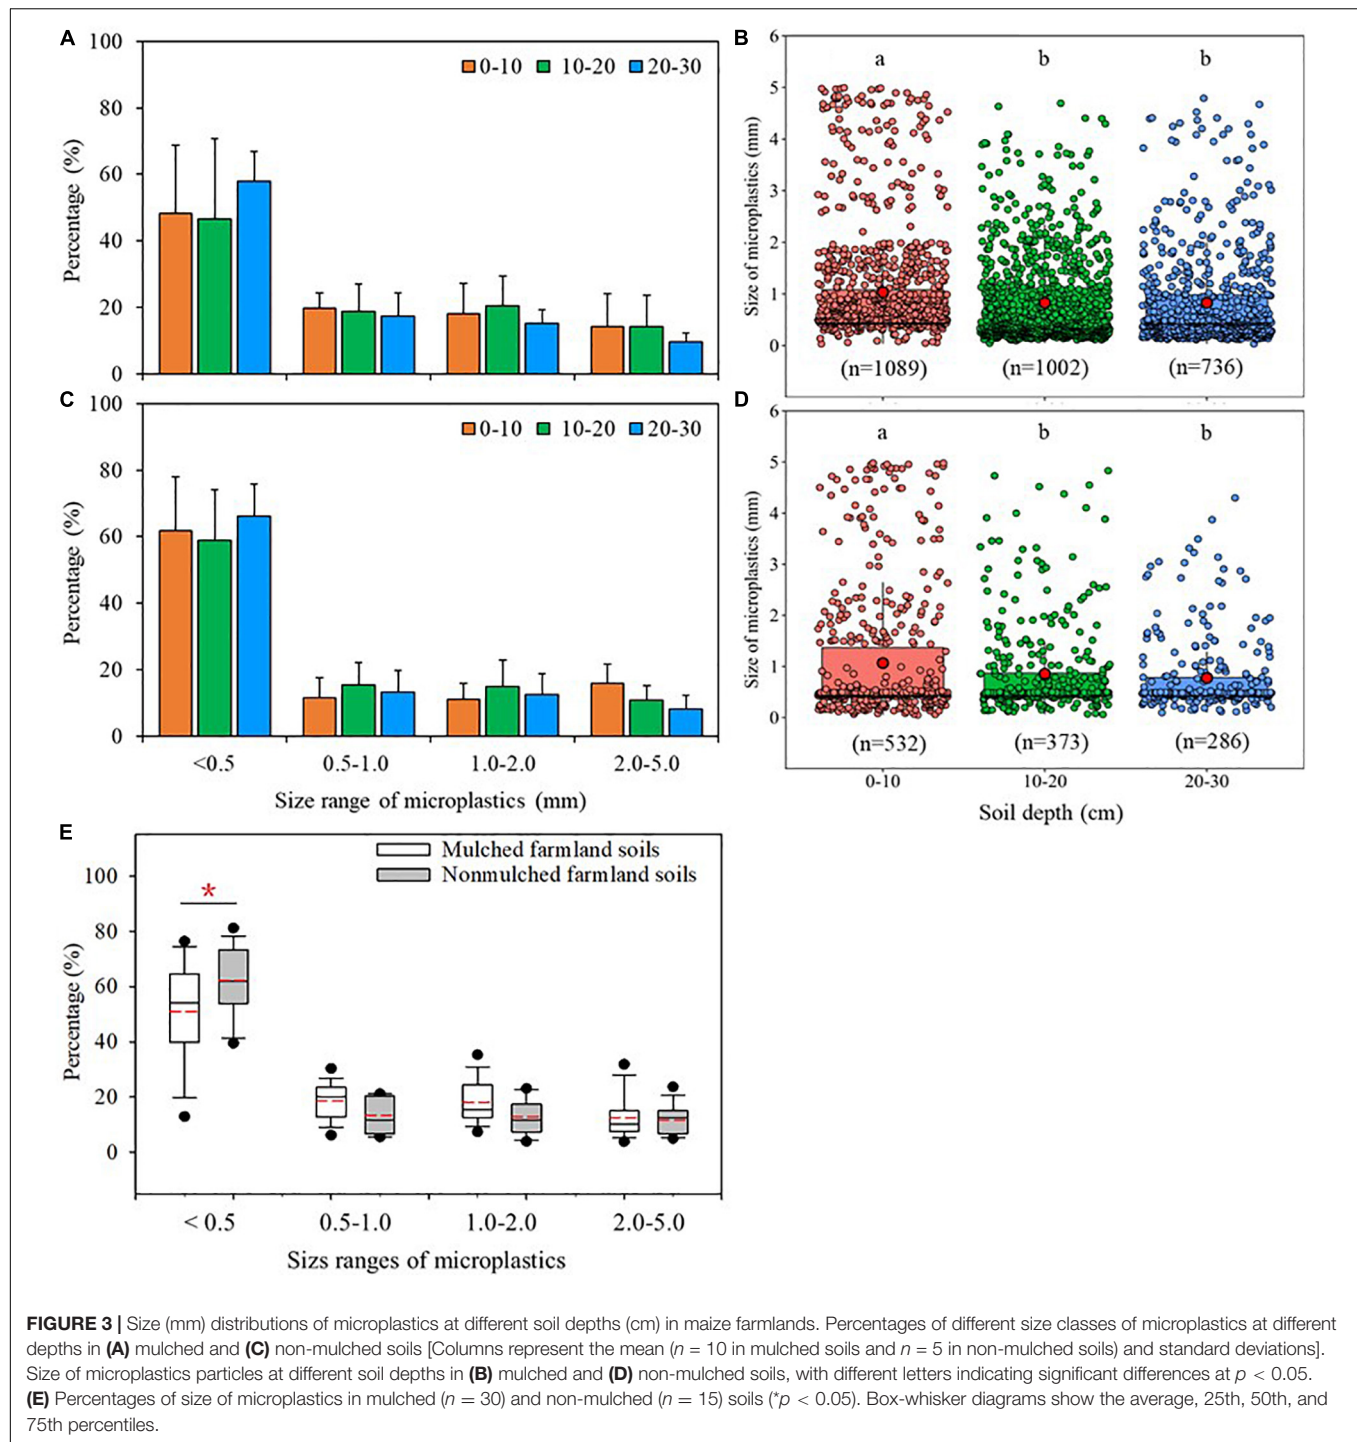 A
100
80
60
40
20
0
Percentage (%)
0-10 10-20 20-30
B
6
5
4
3
2
1
0
Size of microplastics (mm)
a b b
(n=1089) (n=1002) (n=736)
C
100
80
60
40
20
0
Percentage (%)
0-10 10-20 20-30
<0.5 0.5-1.0 1.0-2.0 2.0-5.0
Size range of microplastics (mm)
D
6
5
4
3
2
1
0
Size of microplastics (mm)
a b b
(n=532) (n=373) (n=286)
0-10 10-20 20-30
Soil depth (cm)
E
100
80
60
40
20
0
Percentage (%)
Mulched farmland soils
Nonmulched farmland soils
*
< 0.5 0.5-1.0 1.0-2.0 2.0-5.0
Sizs ranges of microplastics
FIGURE 3 | Size (mm) distributions of microplastics at different soil depths (cm) in maize farmlands. Percentages of different size classes of microplastics at different
depths in (A) mulched and (C) non-mulched soils [Columns represent the mean (n = 10 in mulched soils and n = 5 in non-mulched soils) and standard deviations].
Size of microplastics particles at different soil depths in (B) mulched and (D) non-mulched soils, with different letters indicating significant differences at p < 0.05.
(E) Percentages of size of microplastics in mulched (n = 30) and non-mulched (n = 15) soils (*p < 0.05). Box-whisker diagrams show the average, 25th, 50th, and
75th percentiles.